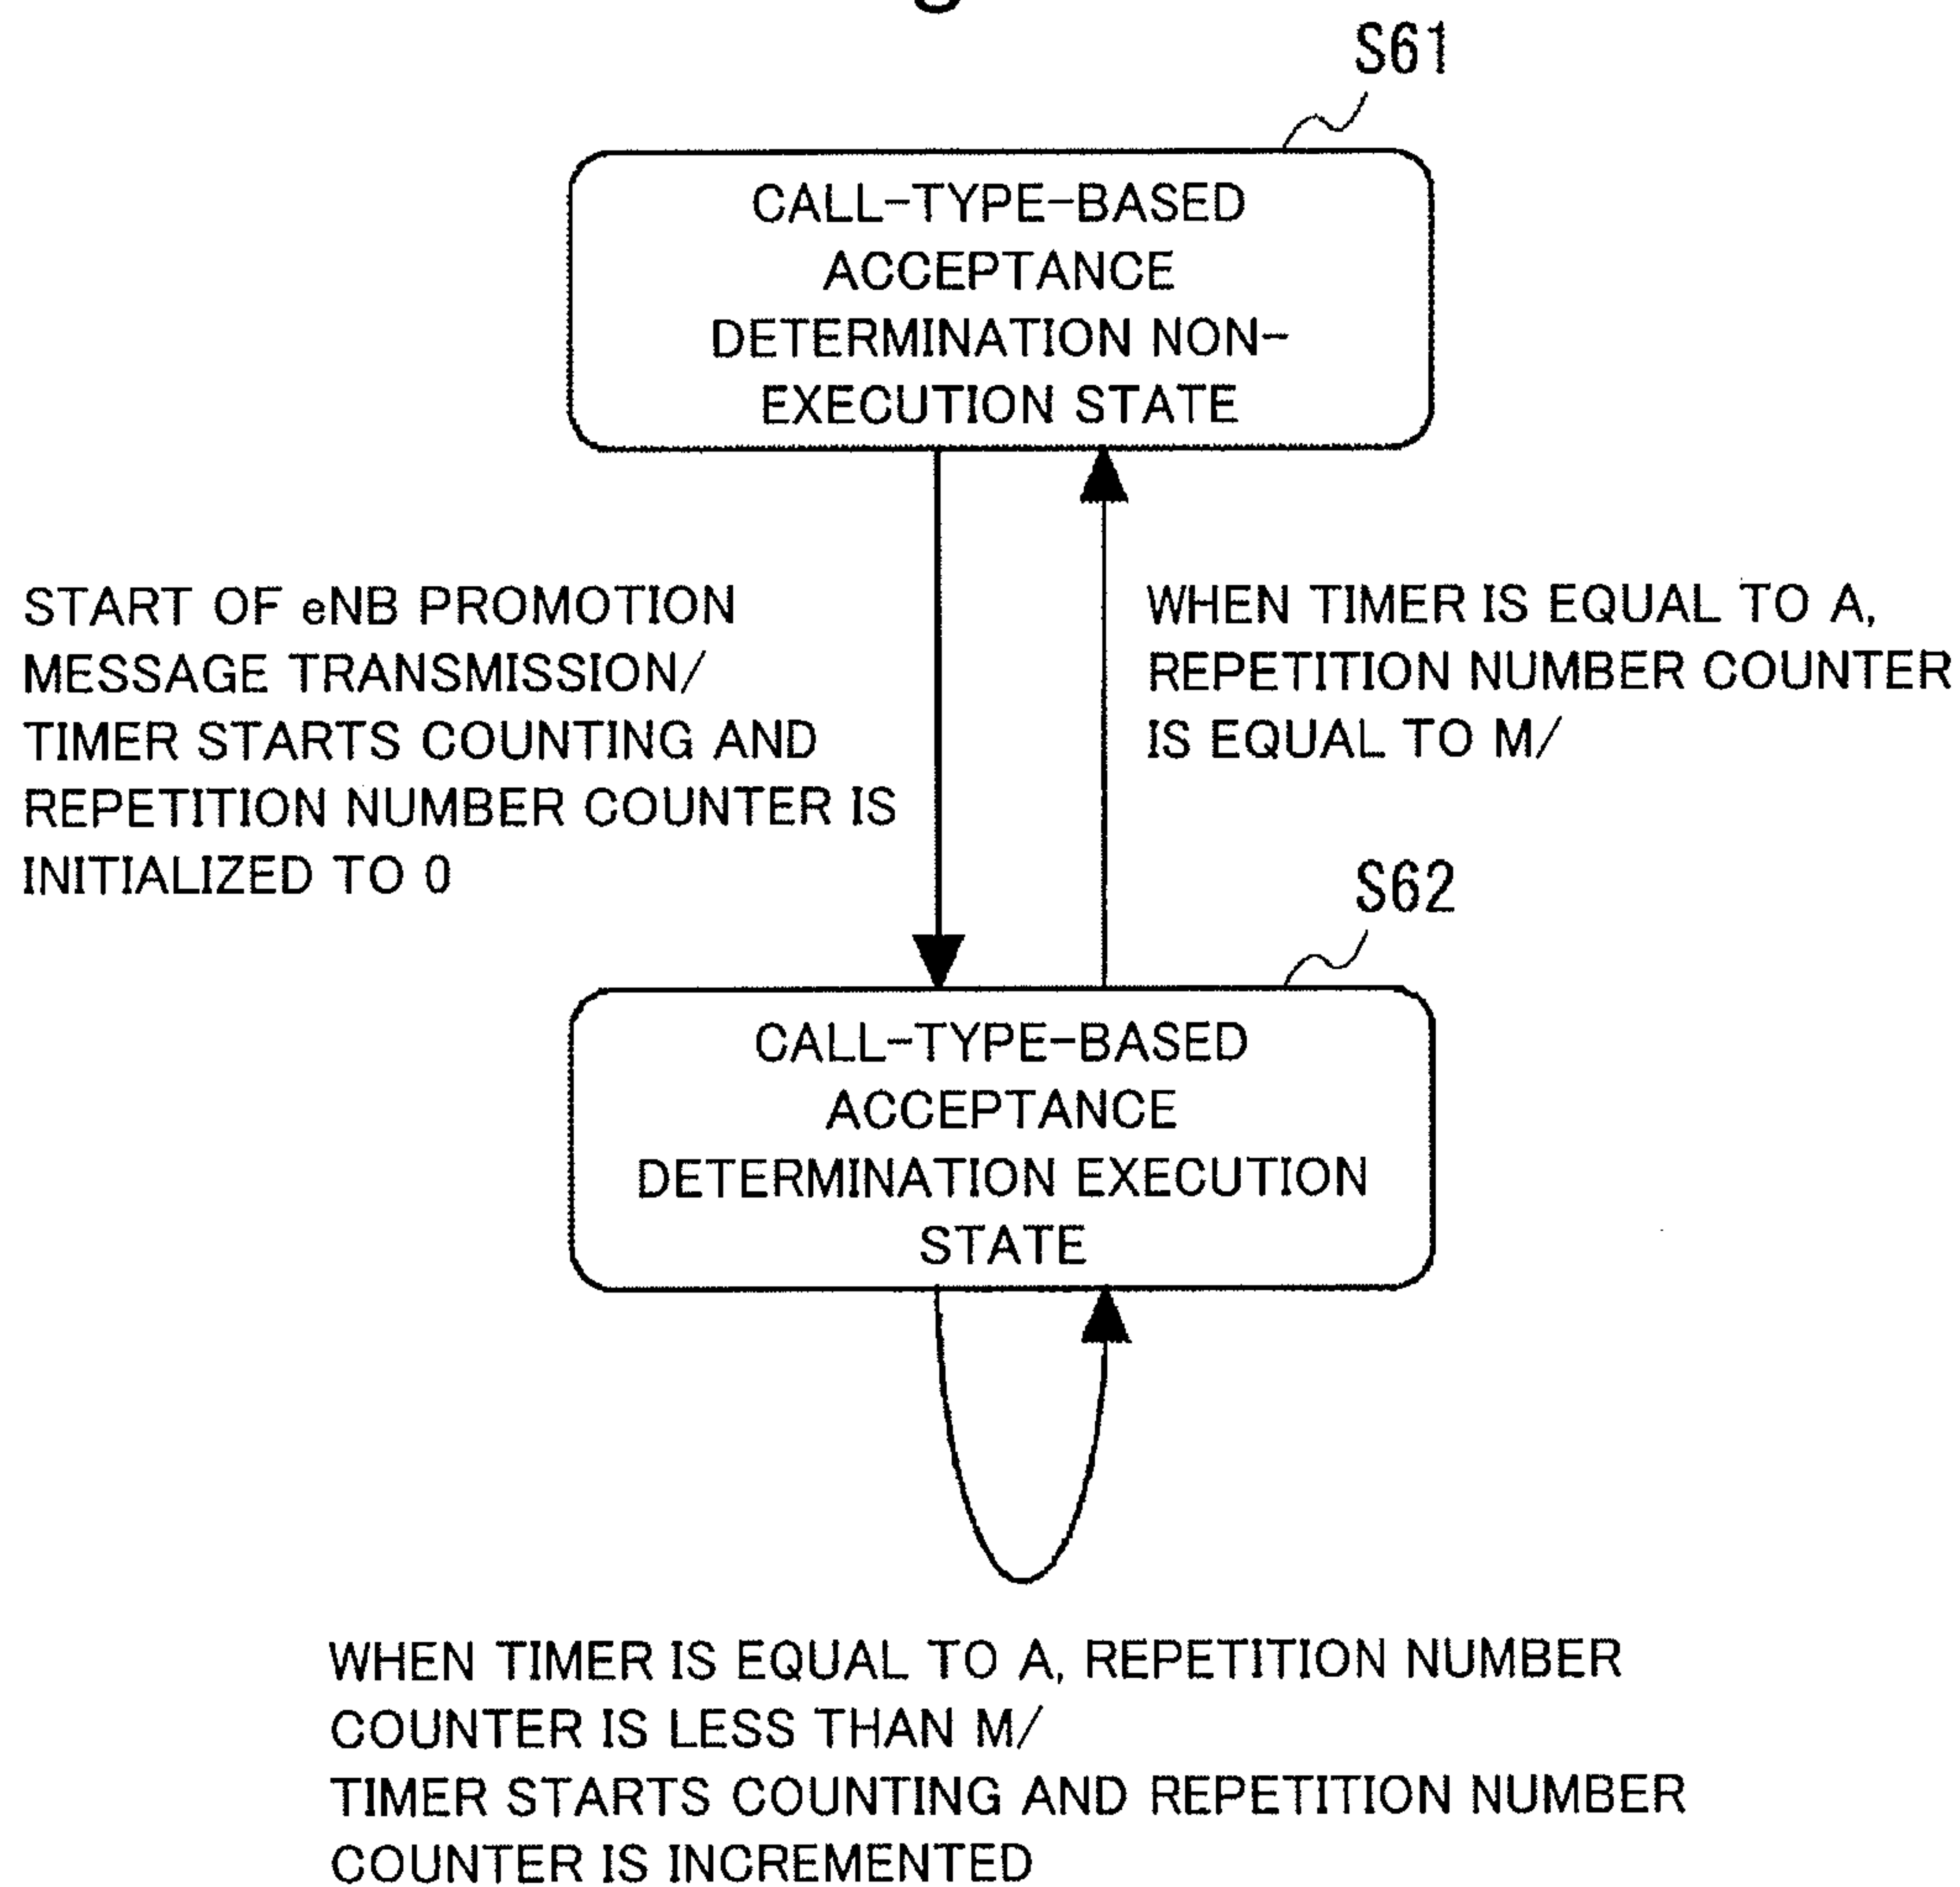 S61
CALL-TYPE-BASED
ACCEPTANCE
DETERMINATION NON-
EXECUTION STATE
START OF eNB PROMOTION
MESSAGE TRANSMISSION/
TIMER STARTS COUNTING AND
REPETITION NUMBER COUNTER IS
INITIALIZED TO 0
WHEN TIMER IS EQUAL TO A,
REPETITION NUMBER COUNTER
IS EQUAL TO M/
S62
CALL-TYPE-BASED
ACCEPTANCE
DETERMINATION EXECUTION
STATE
WHEN TIMER IS EQUAL TO A, REPETITION NUMBER
COUNTER IS LESS THAN M/
TIMER STARTS COUNTING AND REPETITION NUMBER
COUNTER IS INCREMENTED